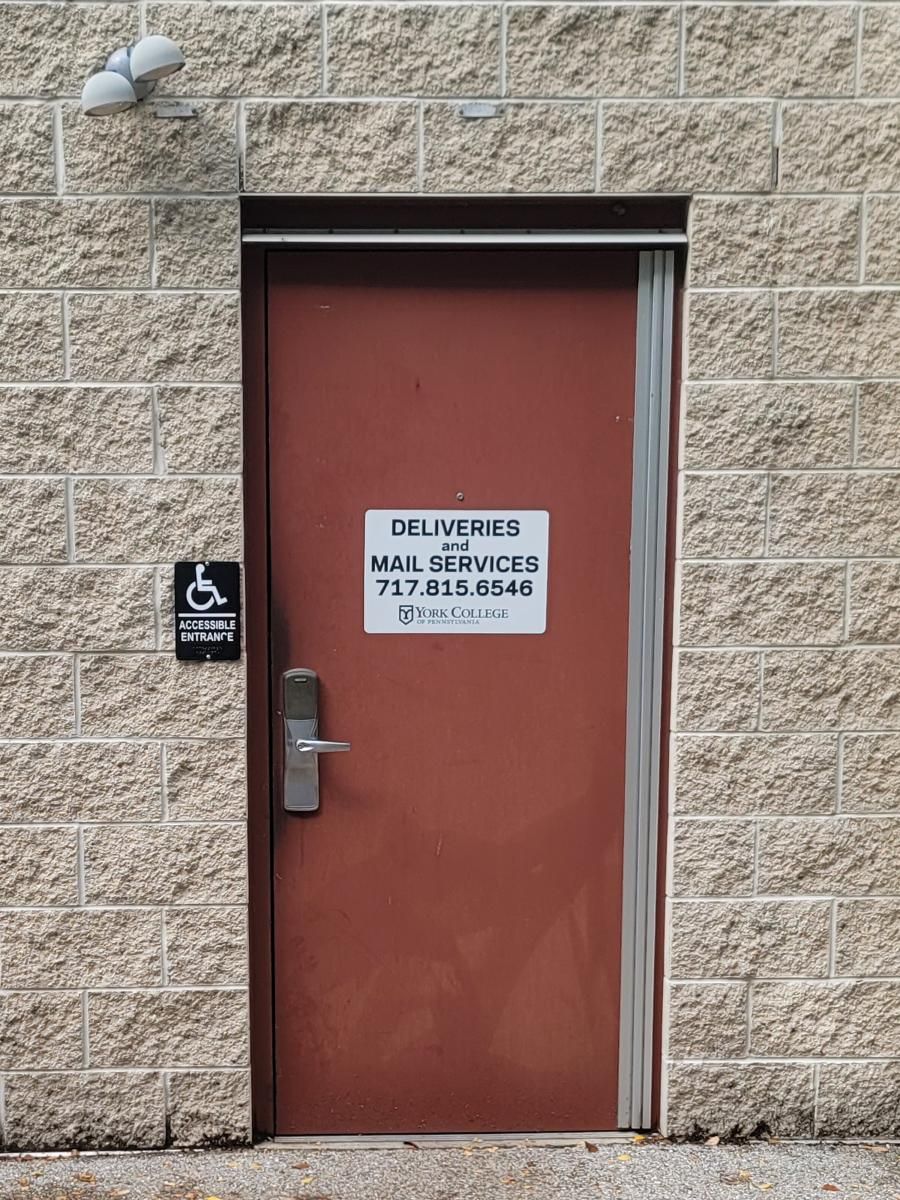 DELIVERIES
and
MAIL SERVICES
717.815.6546
YORK COLLEGE
OF PENNSYLVANIA
ACCESSIBLE
ENTRANCE